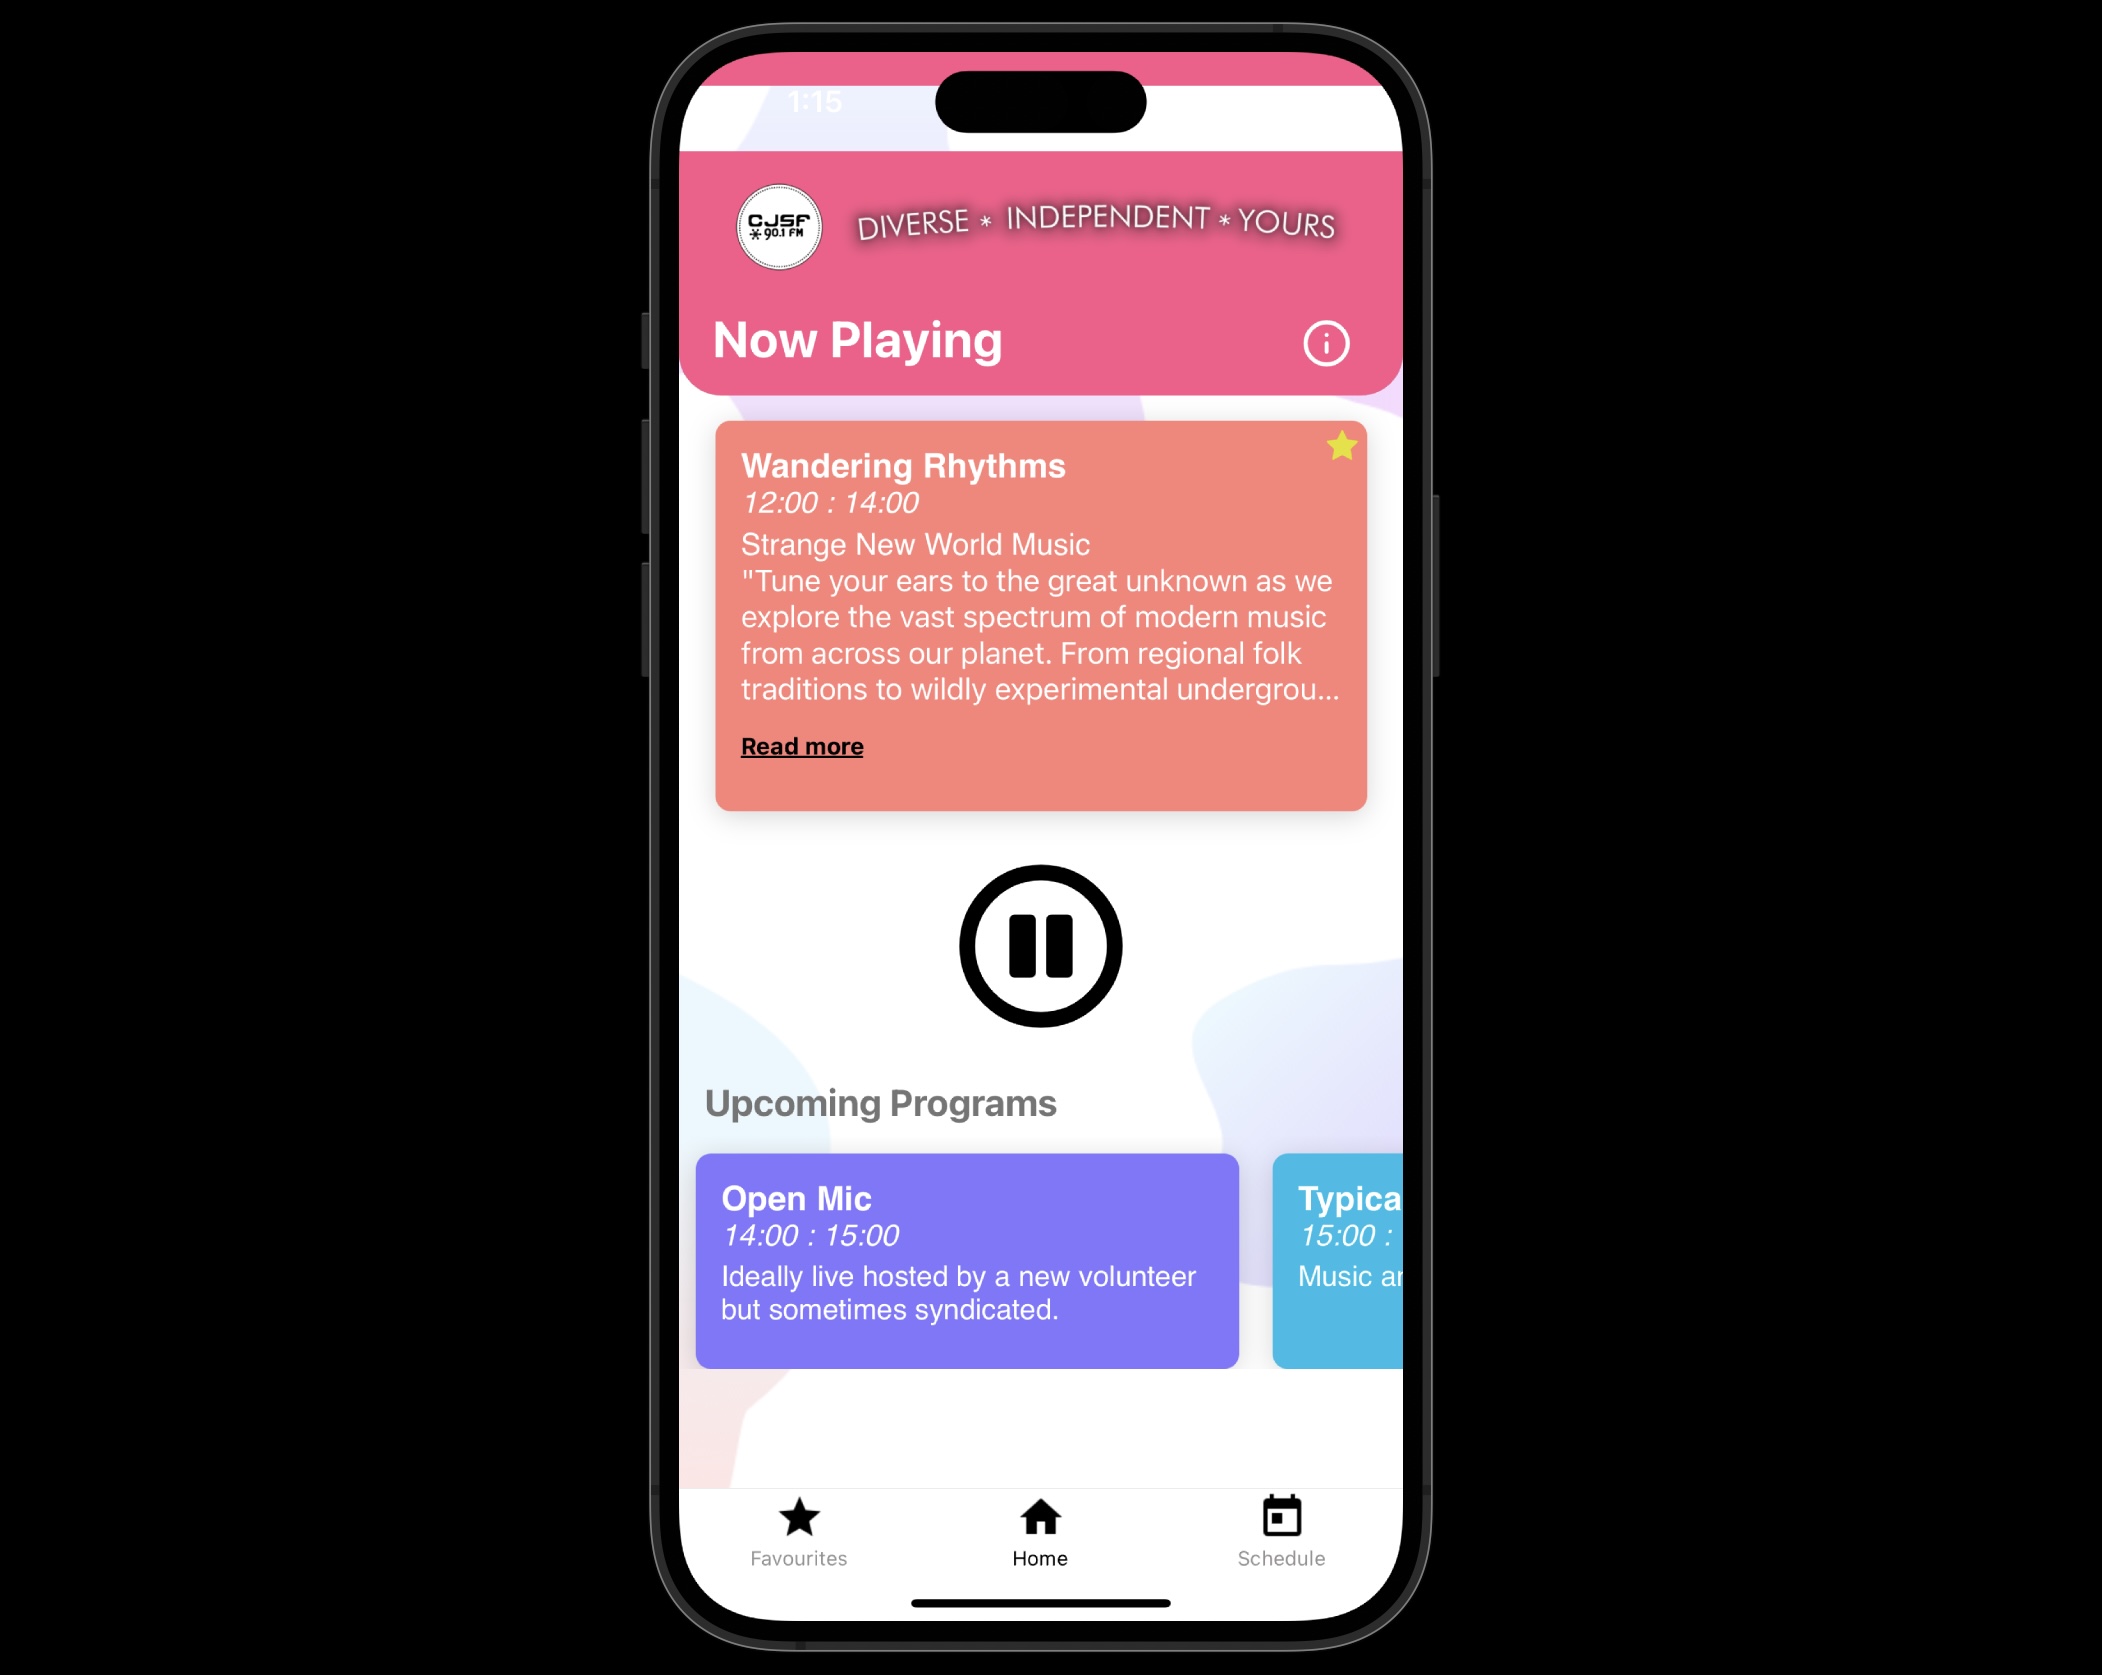 1:15
CJSF
* 90.1 FM
DIVERSE * INDEPENDENT * YOURS
Now Playing
Wandering Rhythms
12:00 : 14:00
Strange New World Music
"Tune your ears to the great unknown as we
explore the vast spectrum of modern music
from across our planet. From regional folk
traditions to wildly experimental undergrou...
Read more
Upcoming Programs
Open Mic
14:00 : 15:00
Ideally live hosted by a new volunteer
but sometimes syndicated.
Typica
15:00 :
Music ar
Favourites
Home
Schedule